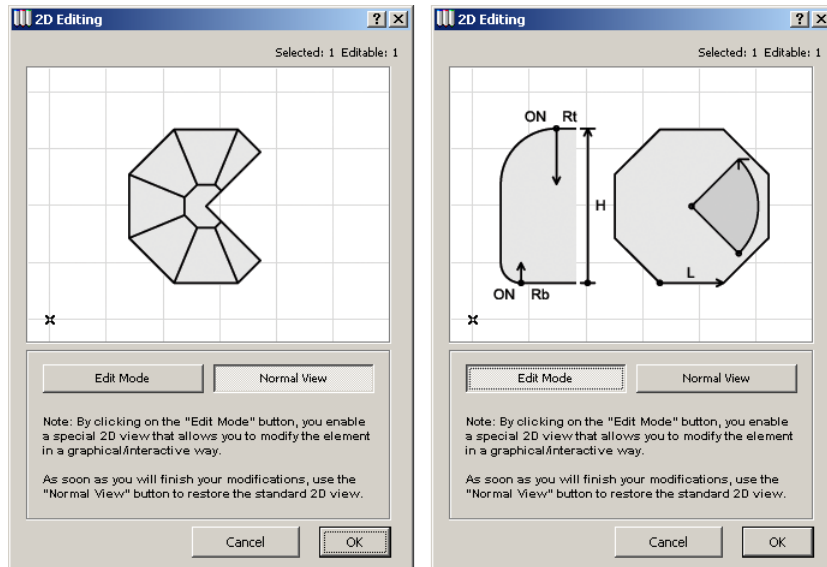 2D Editing
Selected: 1 Editable: 1
Edit Mode
Normal View
Note: By clicking on the "Edit Mode" button, you enable
a special 2D view that allows you to modify the element
in a graphical/interactive way.
As soon as you will finish your modifications, use the
"Normal View" button to restore the standard 2D view.
Cancel
OK
2D Editing
Selected: 1 Editable: 1
ON Rt
H
L
ON Rb
Edit Mode
Normal View
Note: By clicking on the "Edit Mode" button, you enable
a special 2D view that allows you to modify the element
in a graphical/interactive way.
As soon as you will finish your modifications, use the
"Normal View" button to restore the standard 2D view.
Cancel
OK